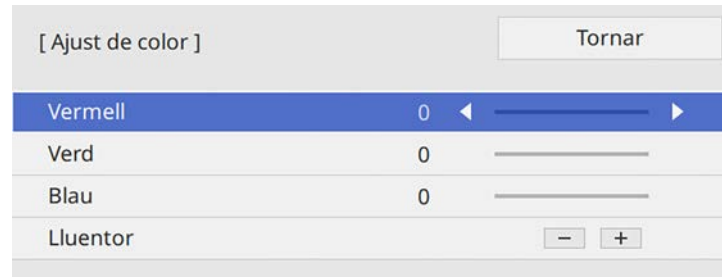 [ Ajust de color ]
Tornar
Vermell 0
Verd 0
Blau 0
Lluentor − +